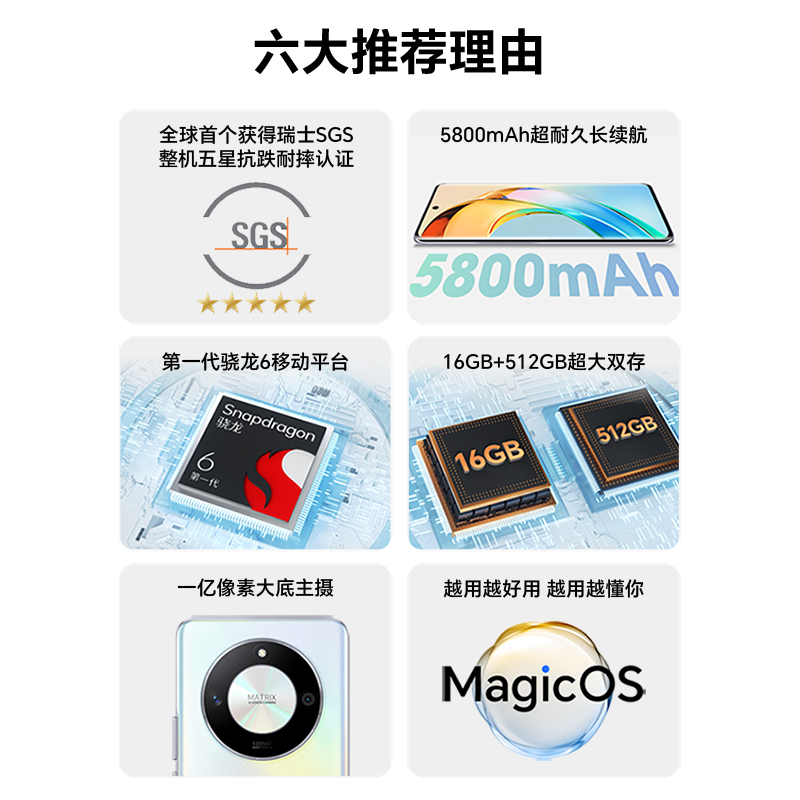 六大推荐理由
全球首个获得瑞士SGS
整机五星抗跌耐摔认证
SGS
5800mAh超耐久长续航
5800mAh
第一代骁龙6移动平台
Snapdragon
骁龙
6
第一代
16GB+512GB超大双存
16GB
512GB
一亿像素大底主摄
MATRIX
越用越好用 越用越懂你
MagicOS